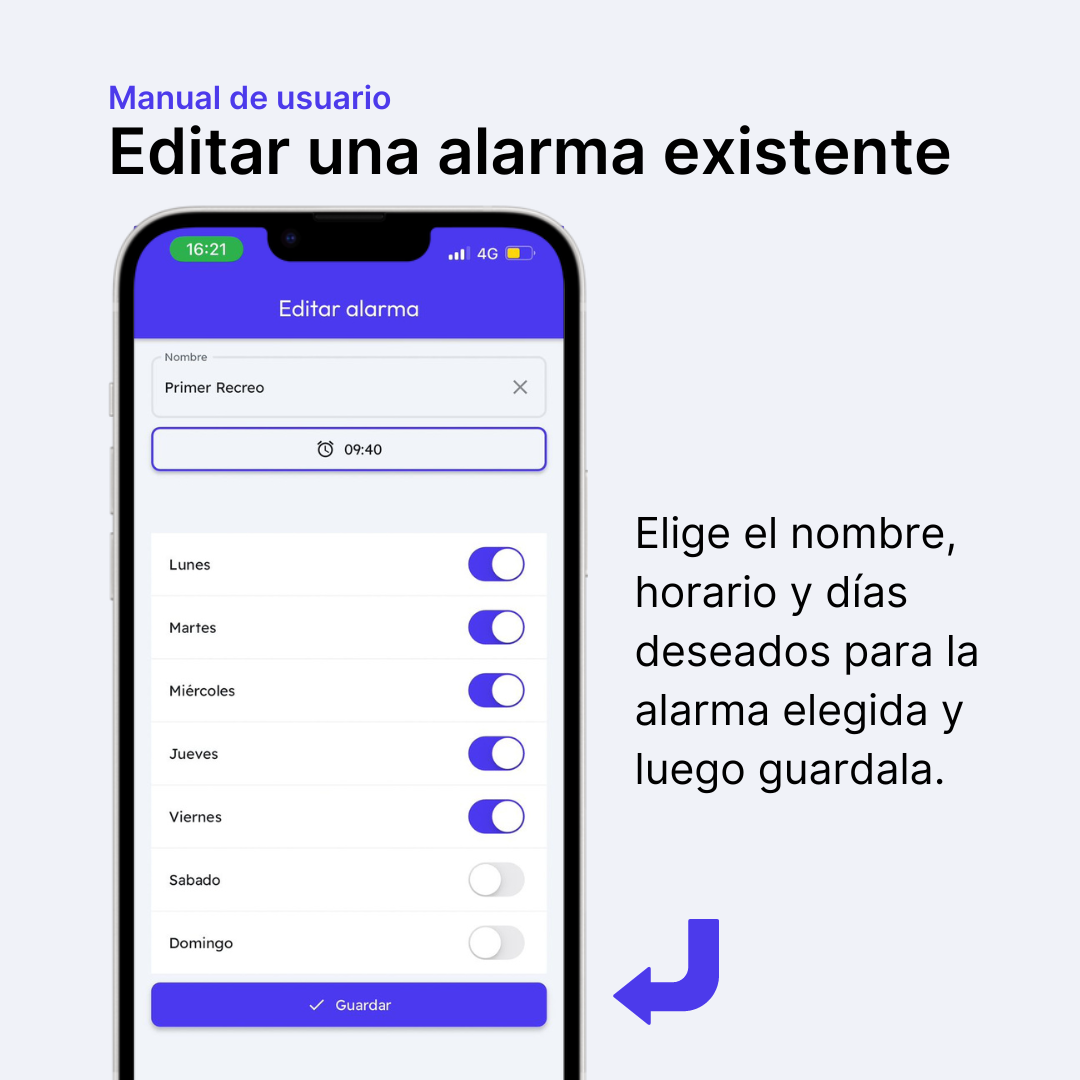 Manual de usuario
Editar una alarma existente
16:21
4G
Editar alarma
Nombre
Primer Recreo
09:40
Lunes
Martes
Miércoles
Jueves
Viernes
Sabado
Domingo
Guardar
Elige el nombre,
horario y días
deseados para la
alarma elegida y
luego guardala.